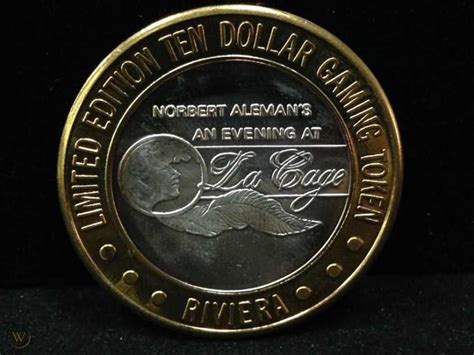 LIMITED EDITION TEN DOLLAR GAMING TOKEN
NORBERT ALEMAN'S
AN EVENING AT
La Cage
RIVIERA
W